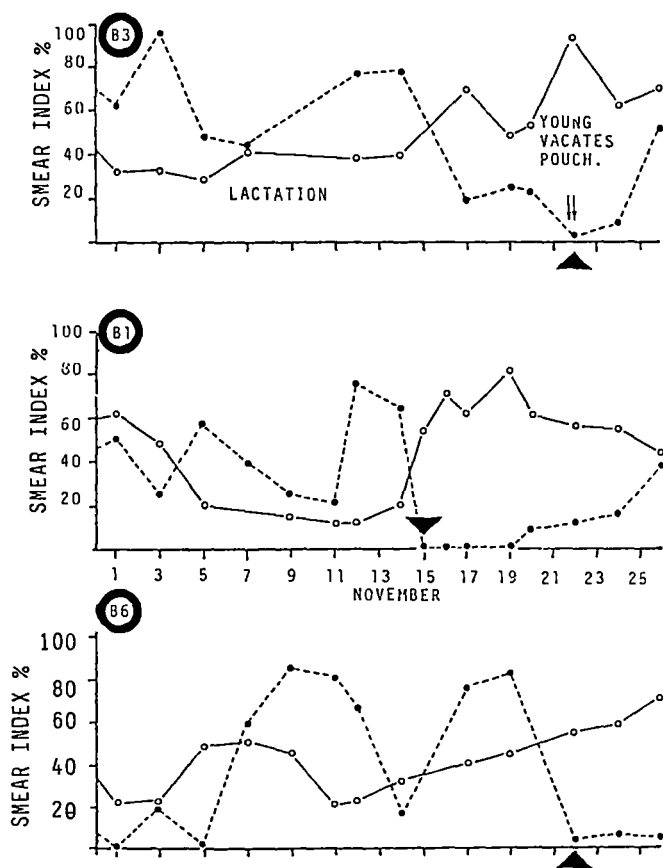 B3
SMEAR INDEX %
100
80
60
40
20
LACTATION
YOUNG
VACATES
POUCH.
B1
SMEAR INDEX %
100
80
60
40
20
1 3 5 7 9 11 13 15 17 19 21 23 25
NOVEMBER
B6
SMEAR INDEX %
100
80
60
40
20